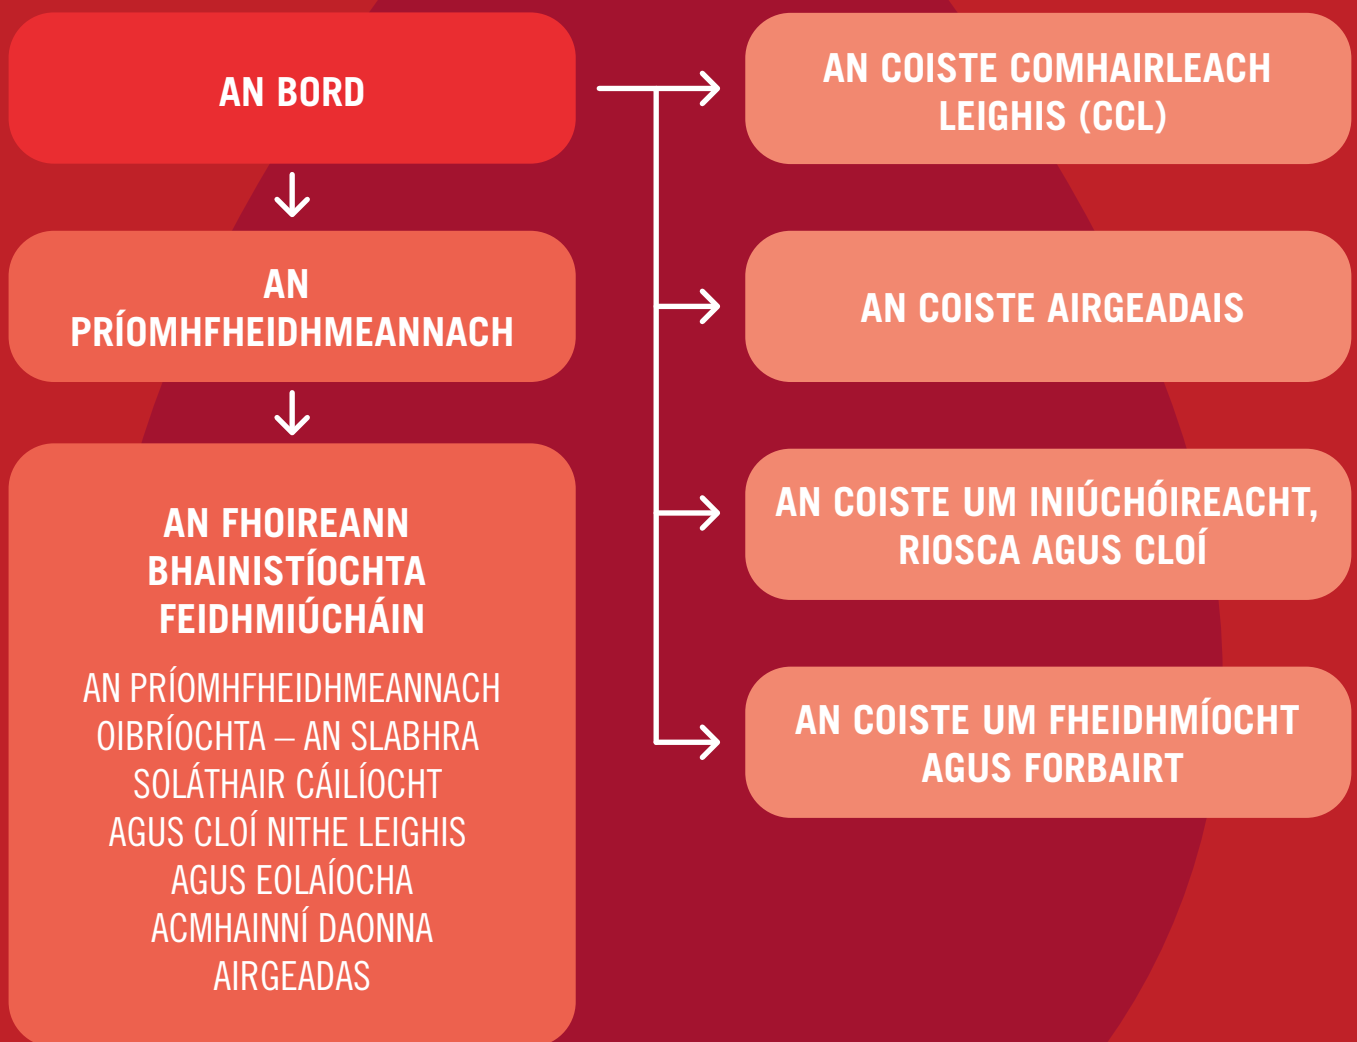 AN BORD
AN
PRÍOMHFHEIDHMEANNACH
AN FHOIREANN
BHAINISTÍOCHTA
FEIDHMIÚCHÁIN
AN PRÍOMHFHEIDHMEANNACH
OIBRÍOCHTA – AN SLABHRA
SOLÁTHAIR CÁILÍOCHT
AGUS CLOÍ NITHE LEIGHIS
AGUS EOLAÍOCHA
ACMHAINNÍ DAONNA
AIRGEADAS
AN COISTE COMHAIRLEACH
LEIGHIS (CCL)
AN COISTE AIRGEADAIS
AN COISTE UM INIÚCHÓIREACHT,
RIOSCA AGUS CLOÍ
AN COISTE UM FHEIDHMÍOCHT
AGUS FORBAIRT